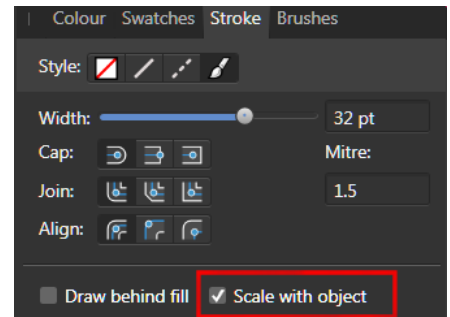 Colour Swatches Stroke Brushes
Style:
Width: 32 pt
Cap: Mitre:
Join: 1.5
Align:
Draw behind fill Scale with object